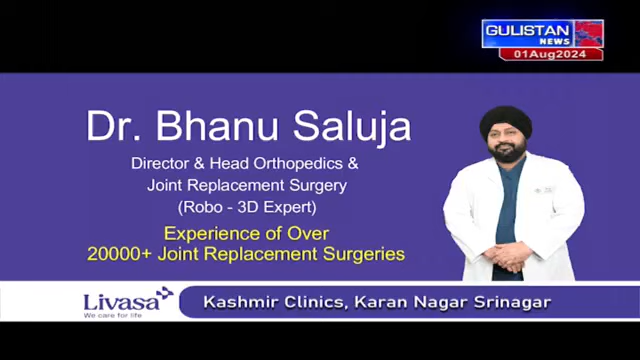 GULISTAN
NEWS
01Aug2024
Dr. Bhanu Saluja
Director & Head Orthopedics &
Joint Replacement Surgery
(Robo - 3D Expert)
Experience of Over
20000+ Joint Replacement Surgeries
Livasa
We care for life
Kashmir Clinics, Karan Nagar Srinagar